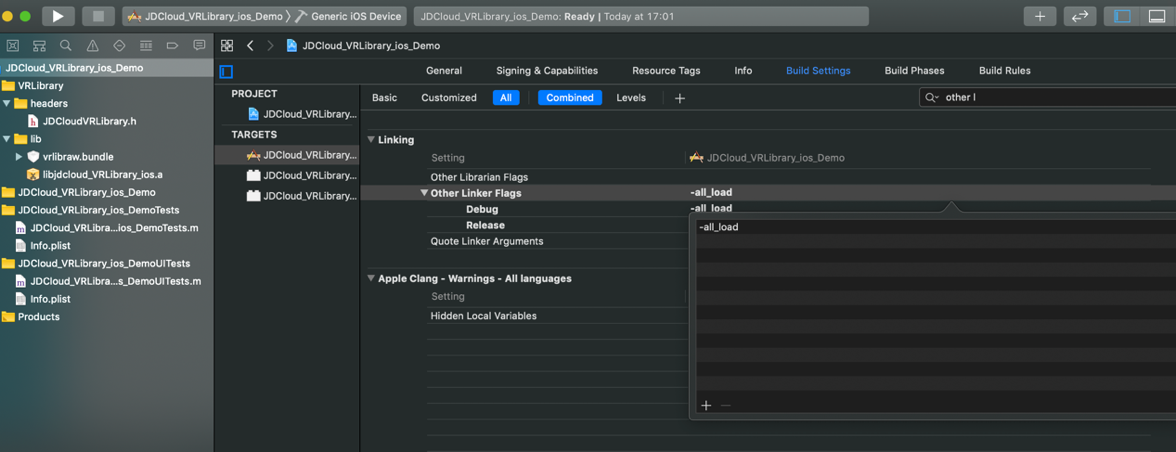 JDCloud_VRLibrary_ios_Demo 〉 Generic iOS Device
JDCloud_VRLibrary_ios_Demo: Ready | Today at 17:01
JDCloud_VRLibrary_ios_Demo
VRLibrary
headers
JDCloudVRLibrary.h
lib
vrlibraw.bundle
libjdcloud_VRLibrary_ios.a
JDCloud_VRLibrary_ios_Demo
JDCloud_VRLibrary_ios_DemoTests
JDCloud_VRLibra...ios_DemoTests.m
Info.plist
JDCloud_VRLibrary_ios_DemoUITests
JDCloud_VRLibra...s_DemoUITests.m
Info.plist
Products
JDCloud_VRLibrary_ios_Demo
General Signing & Capabilities Resource Tags Info Build Settings Build Phases Build Rules
PROJECT
JDCloud_VRLibrary...
TARGETS
JDCloud_VRLibrary...
JDCloud_VRLibrary...
JDCloud_VRLibrary...
Basic Customized All Combined Levels + other l
Linking
Setting JDCloud_VRLibrary_ios_Demo
Other Librarian Flags
Other Linker Flags -all_load
Debug -all_load
Release
Quote Linker Arguments
-all_load
Apple Clang - Warnings - All languages
Setting
Hidden Local Variables